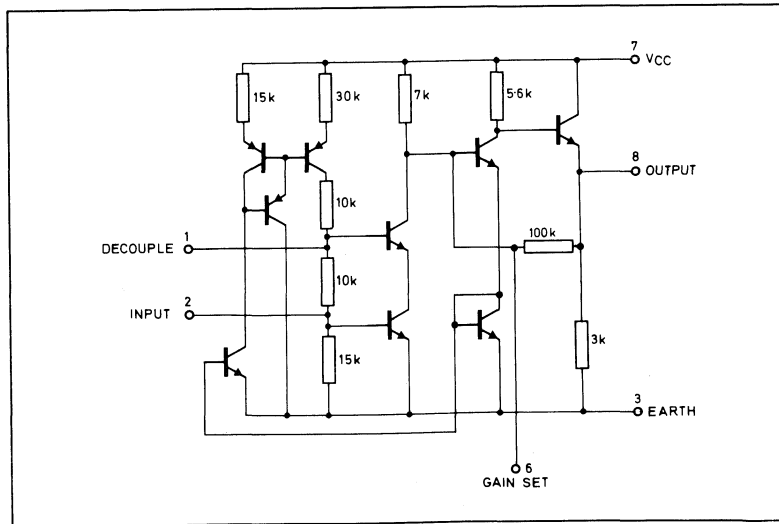 7
VCC
15k
30k
7k
5·6k
8
OUTPUT
10k
1
DECOUPLE
100k
10k
2
INPUT
15k
3k
3
EARTH
6
GAIN SET